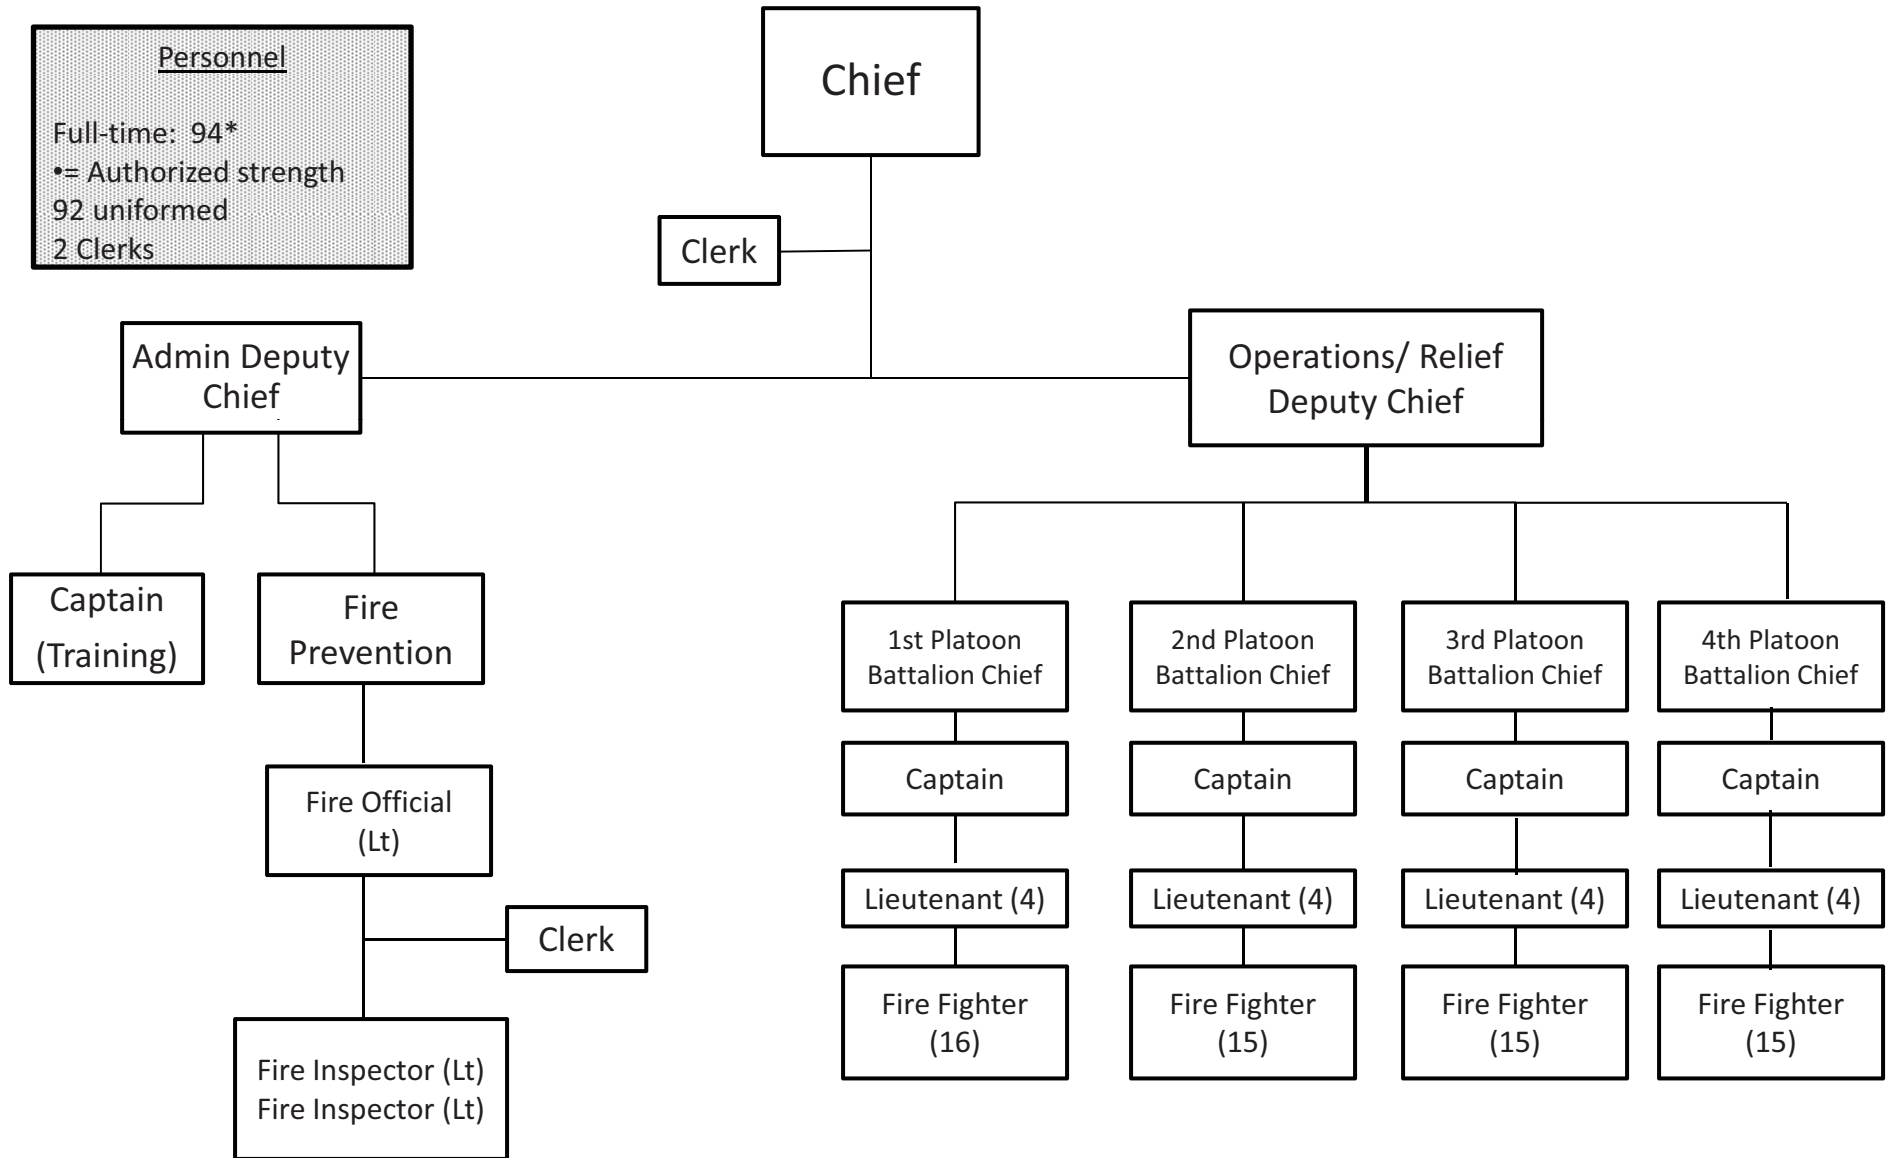 Personnel
Full-time: 94*
•= Authorized strength
92 uniformed
2 Clerks
Chief
Clerk
Admin Deputy
Chief
Operations/ Relief
Deputy Chief
Captain
(Training)
Fire
Prevention
Fire Official
(Lt)
Clerk
Fire Inspector (Lt)
Fire Inspector (Lt)
1st Platoon
Battalion Chief
Captain
Lieutenant (4)
Fire Fighter
(16)
2nd Platoon
Battalion Chief
Captain
Lieutenant (4)
Fire Fighter
(15)
3rd Platoon
Battalion Chief
Captain
Lieutenant (4)
Fire Fighter
(15)
4th Platoon
Battalion Chief
Captain
Lieutenant (4)
Fire Fighter
(15)